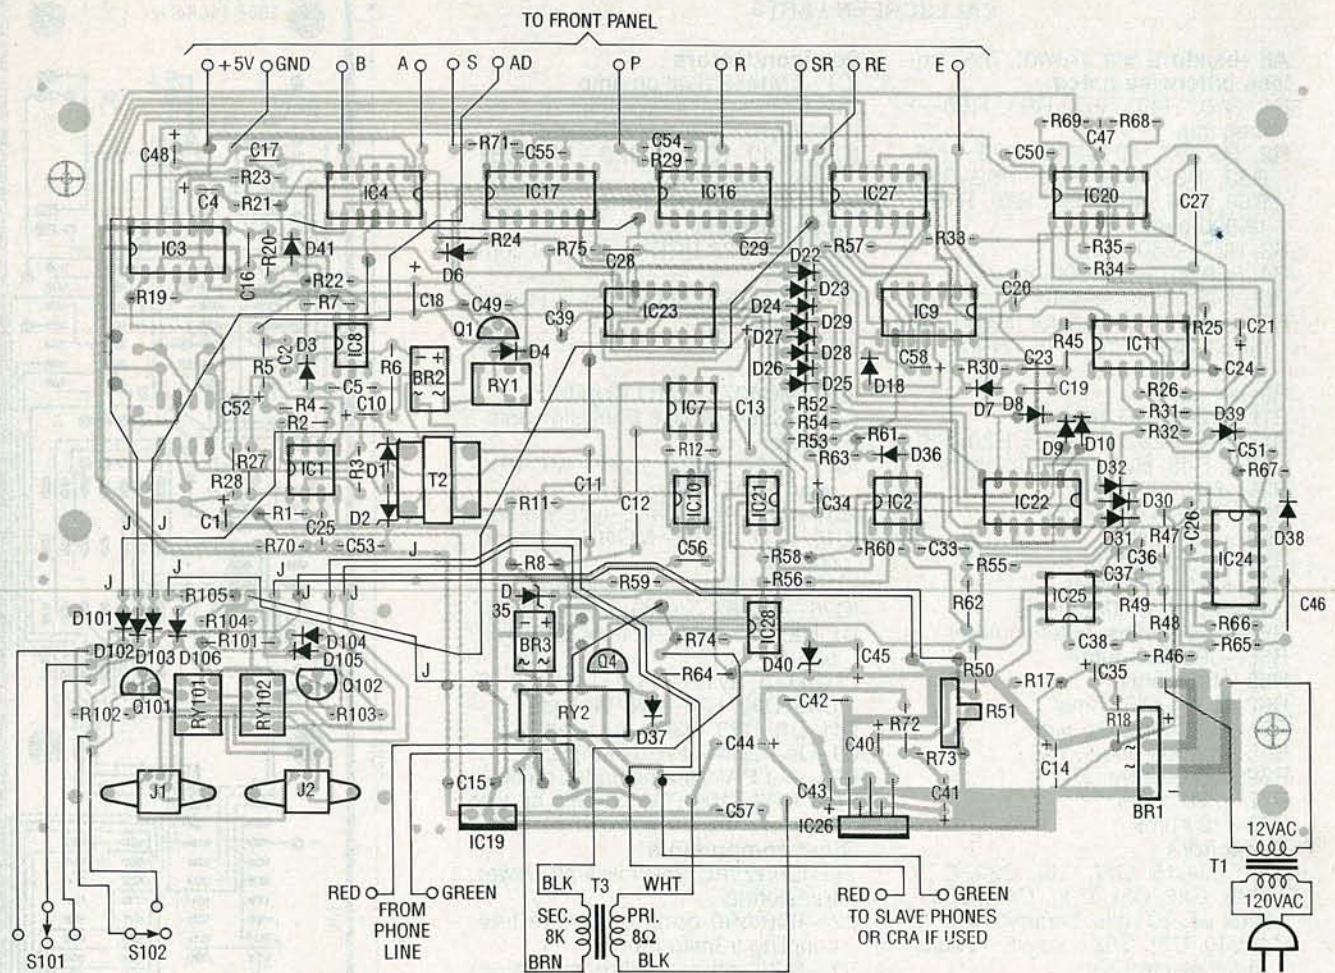 TO FRONT PANEL
+5V GND B A S AD P R SR RE E
R69 C47 R68
C48 C17 R71 C55 C54 R29 C50
R23 IC4 IC17 IC16 IC27 IC20 C27
C4 R21
IC3 R20 D41 R24 R75 C28 C29 D22 R57 R33 R35
C16 R22 D6 R34
R19 R7 C18 C49 C39 IC23 D23 IC9 C20
D24 R25 C21
D3 IC8 Q1 D29 R45 IC11
C2 D27
R5 R6 BR2 D4 D28 C58 C23 C24
D26 R30
C5 RY1 D25 D18 C19 R26
C52 R4 C10 IC7 C13 R52 D7 D8 R31 D39
R2 R54 R32
R53 R61 D9 D10 C51
R27 IC1 R3 D1 T2 R12 R63 D36 R67
R28 C11 C12 IC10 IC21 C34 IC2 IC22 D32 D30
R11 D31 C26 IC24 D38
C1 R1 C25 D2
J J R70 C53 J R8 C56 R58 R60 C33 R55 C36 R47
J J J R105 D35 R59 R56 R62 IC25 C37 R49 C46
D101 R104 D104 BR3 R74 IC28 R48 R66
D102 D103 D106 R101 D105 J Q4 R64 D40 C45 R50 C38 R46 R65
Q101 RY101 RY102 Q102 R17 C35
R102 R103 RY2 D37 C42 R72 R51 R18
C44 C40 R73 C14
J1 J2 C15 C43 C41 BR1
C57
IC19 IC26 12VAC
T1
120VAC
BLK T3 WHT
RED GREEN RED GREEN
FROM PHONE LINE
SEC. 8K
PRI. 8Ω
TO SLAVE PHONES
OR CRA IF USED
BRN BLK
S101 S102